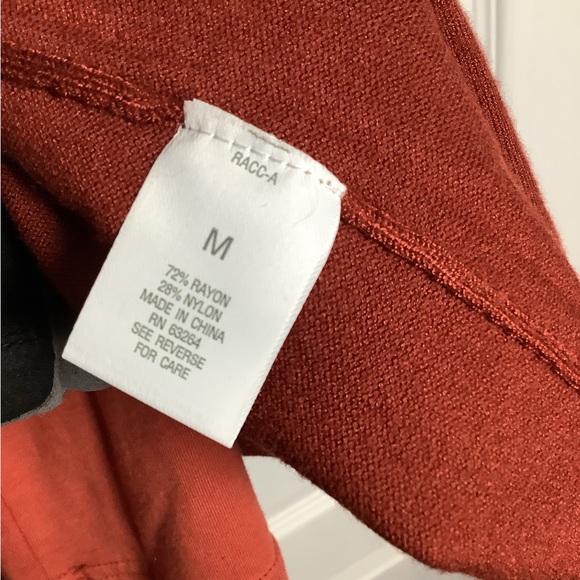 RACC-A
M
72% RAYON
28% NYLON
MADE IN CHINA
RN 63264
SEE REVERSE
FOR CARE